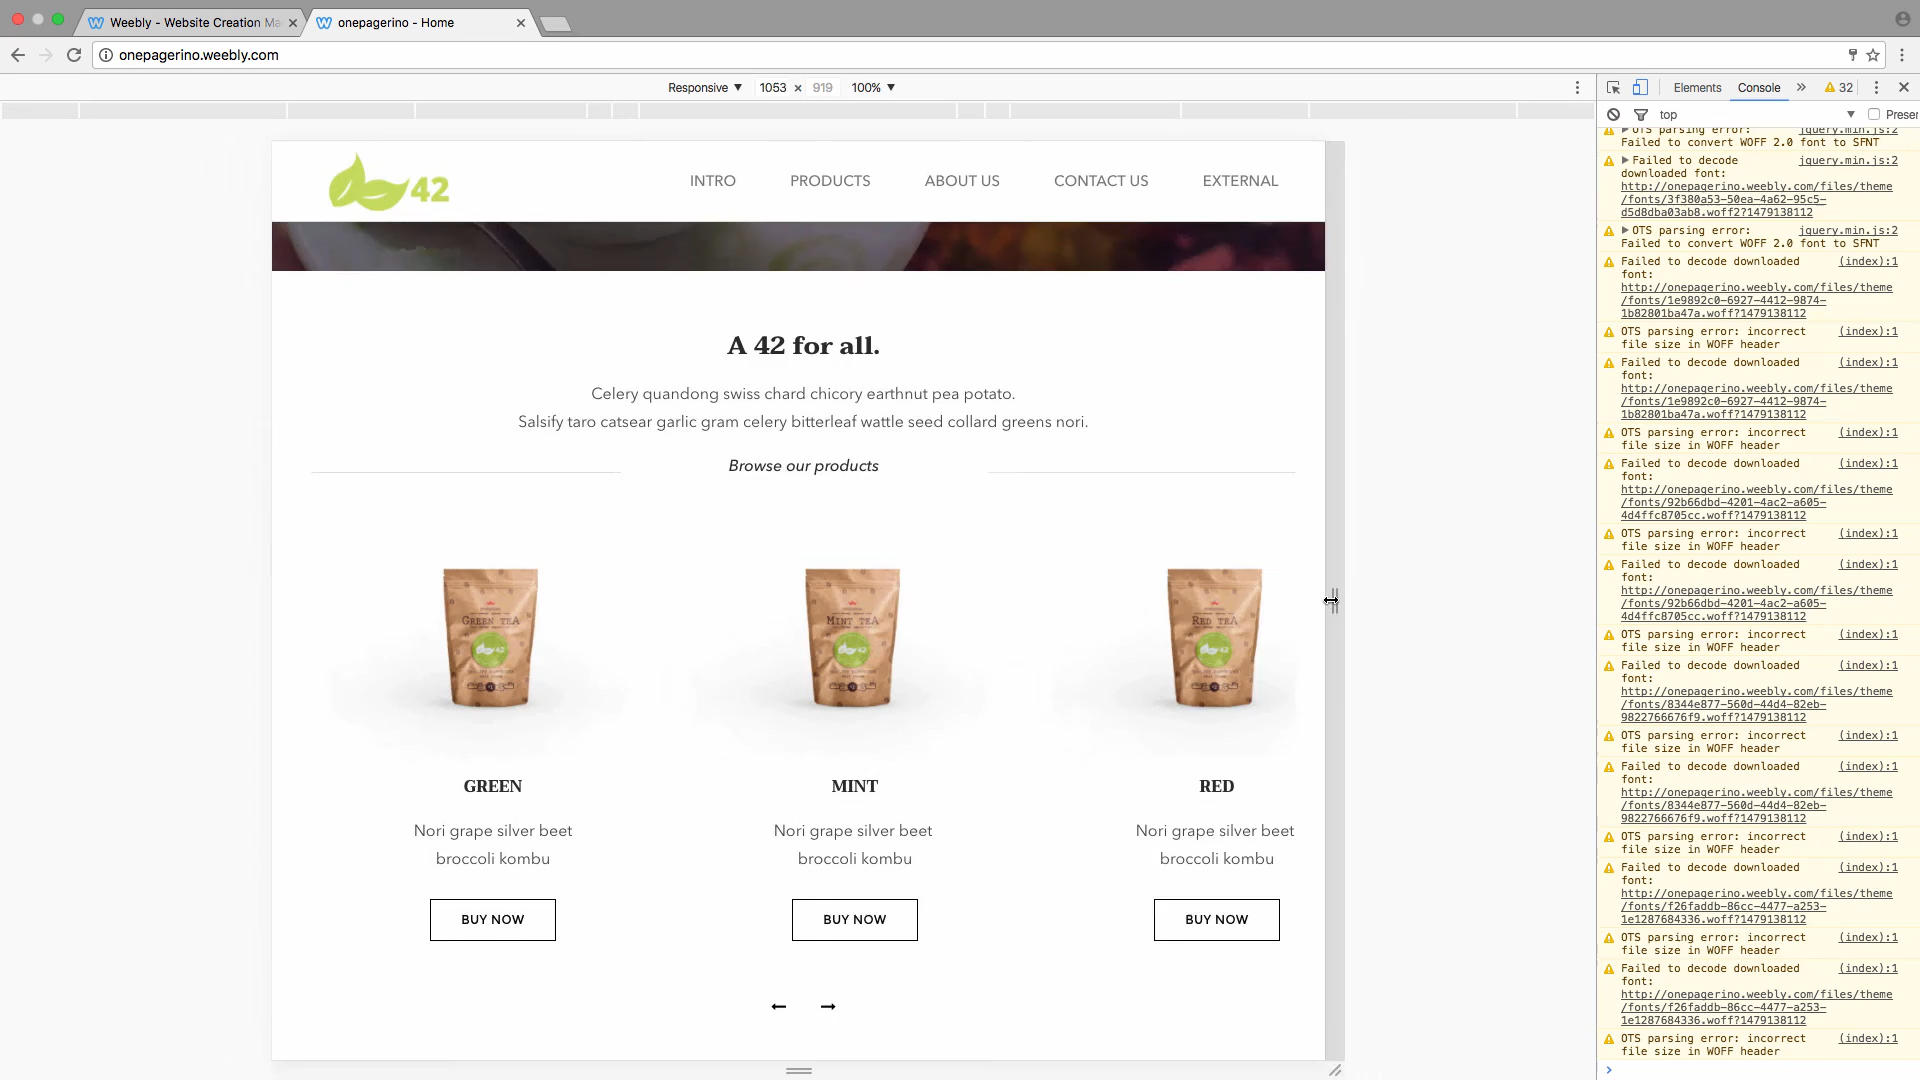 Weebly - Website Creation Ma
onepagerino - Home
onepagerino.weebly.com
Responsive ▼ 1053 × 919 100% ▼
Elements Console » 32
top ▼ Preser
42
INTRO PRODUCTS ABOUT US CONTACT US EXTERNAL
A 42 for all.
Celery quandong swiss chard chicory earthnut pea potato.
Salsify taro catsear garlic gram celery bitterleaf wattle seed collard greens nori.
Browse our products
GREEN TEA
42
MINT TEA
42
RED TEA
42
GREEN
Nori grape silver beet
broccoli kombu
BUY NOW
MINT
Nori grape silver beet
broccoli kombu
BUY NOW
RED
Nori grape silver beet
broccoli kombu
BUY NOW
OTS parsing error: jquery.min.js:2
Failed to convert WOFF 2.0 font to SFNT
Failed to decode jquery.min.js:2
downloaded font:
http://onepagerino.weebly.com/files/theme
/fonts/3f380a53-50ea-4a62-95c5-
d5d8dba03ab8.woff2?1479138112
OTS parsing error: jquery.min.js:2
Failed to convert WOFF 2.0 font to SFNT
Failed to decode downloaded (index):1
font:
http://onepagerino.weebly.com/files/theme
/fonts/1e9892c0-6927-4412-9874-
1b82801ba47a.woff?1479138112
OTS parsing error: incorrect (index):1
file size in WOFF header
Failed to decode downloaded (index):1
font:
http://onepagerino.weebly.com/files/theme
/fonts/1e9892c0-6927-4412-9874-
1b82801ba47a.woff?1479138112
OTS parsing error: incorrect (index):1
file size in WOFF header
Failed to decode downloaded (index):1
font:
http://onepagerino.weebly.com/files/theme
/fonts/92b66dbd-4201-4ac2-a605-
4d4ffc8705cc.woff?1479138112
OTS parsing error: incorrect (index):1
file size in WOFF header
Failed to decode downloaded (index):1
font:
http://onepagerino.weebly.com/files/theme
/fonts/92b66dbd-4201-4ac2-a605-
4d4ffc8705cc.woff?1479138112
OTS parsing error: incorrect (index):1
file size in WOFF header
Failed to decode downloaded (index):1
font:
http://onepagerino.weebly.com/files/theme
/fonts/8344e877-560d-44d4-82eb-
9822766676f9.woff?1479138112
OTS parsing error: incorrect (index):1
file size in WOFF header
Failed to decode downloaded (index):1
font:
http://onepagerino.weebly.com/files/theme
/fonts/8344e877-560d-44d4-82eb-
9822766676f9.woff?1479138112
OTS parsing error: incorrect (index):1
file size in WOFF header
Failed to decode downloaded (index):1
font:
http://onepagerino.weebly.com/files/theme
/fonts/f26faddb-86cc-4477-a253-
1e1287684336.woff?1479138112
OTS parsing error: incorrect (index):1
file size in WOFF header
Failed to decode downloaded (index):1
font:
http://onepagerino.weebly.com/files/theme
/fonts/f26faddb-86cc-4477-a253-
1e1287684336.woff?1479138112
OTS parsing error: incorrect (index):1
file size in WOFF header